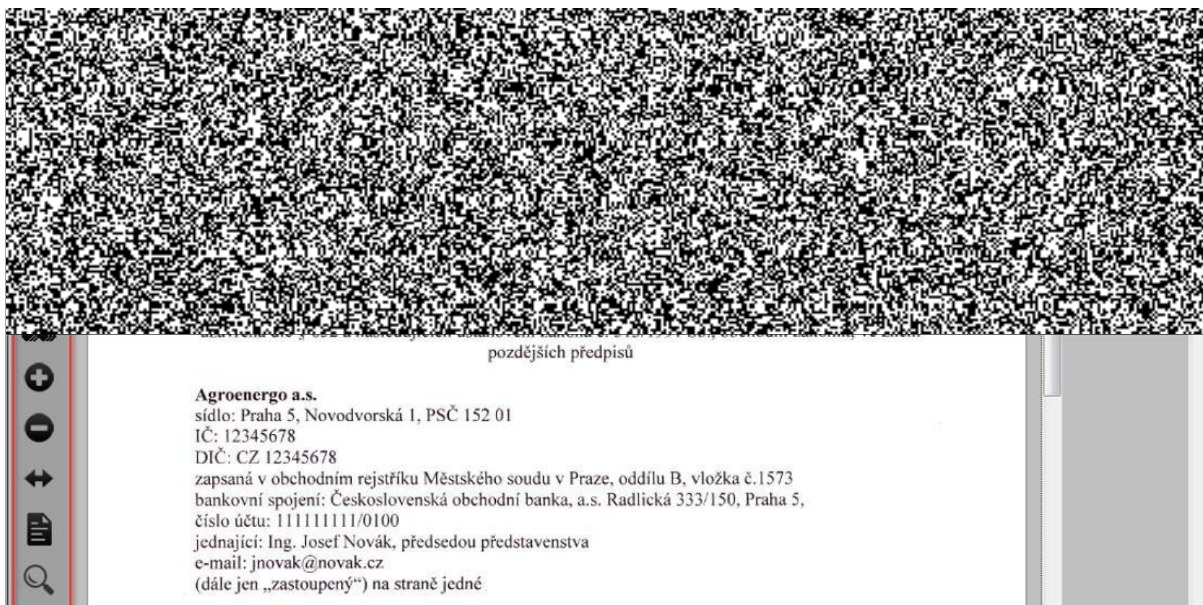 pozdějších předpisů
Agroenergo a.s.
sídlo: Praha 5, Novodvorská 1, PSČ 152 01
IČ: 12345678
DIČ: CZ 12345678
zapsaná v obchodním rejstříku Městského soudu v Praze, oddílu B, vložka č.1573
bankovní spojení: Československá obchodní banka, a.s. Radlická 333/150, Praha 5,
číslo účtu: 111111111/0100
jednající: Ing. Josef Novák, předsedou představenstva
e-mail: jnovak@novak.cz
(dále jen „zastoupený“) na straně jedné